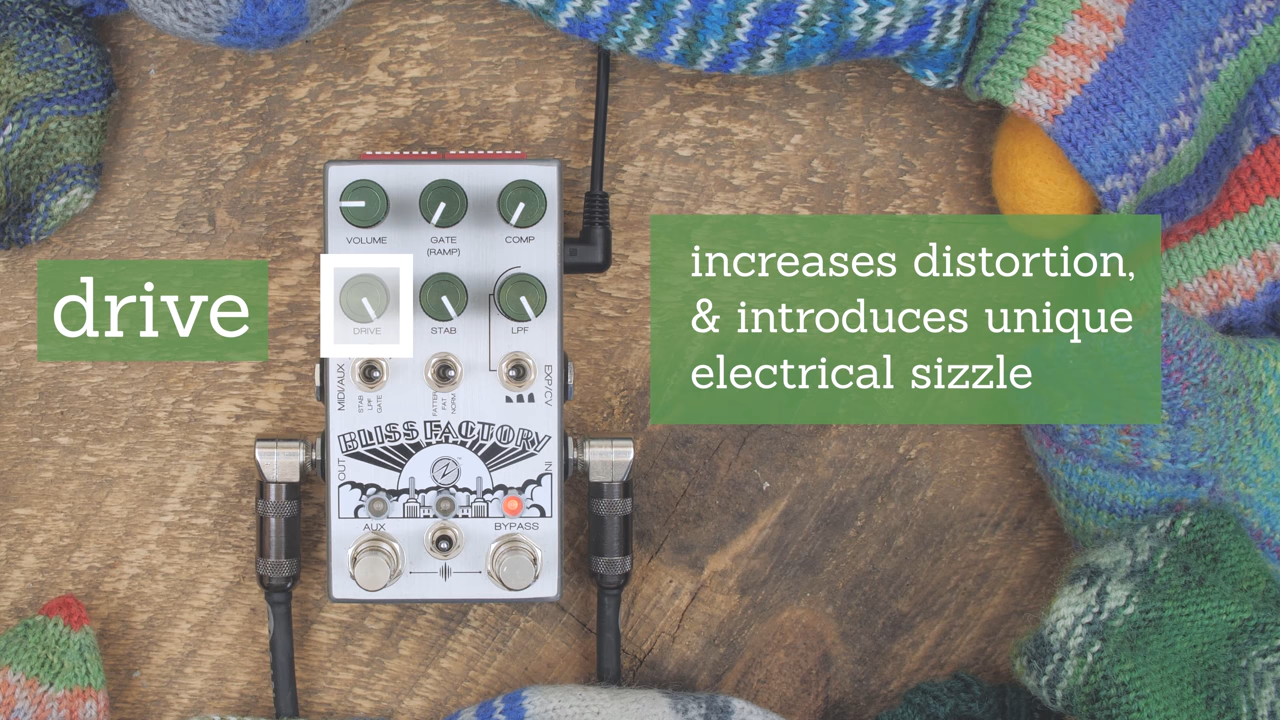 drive
increases distortion,
& introduces unique
electrical sizzle
VOLUME
GATE
(RAMP)
COMP
DRIVE
STAB
LPF
MIDI/AUX
STAB
LPF
GATE
FATTER
FAT
NORM
EXP/CV
BLISS FACTORY
OUT
IN
AUX
BYPASS